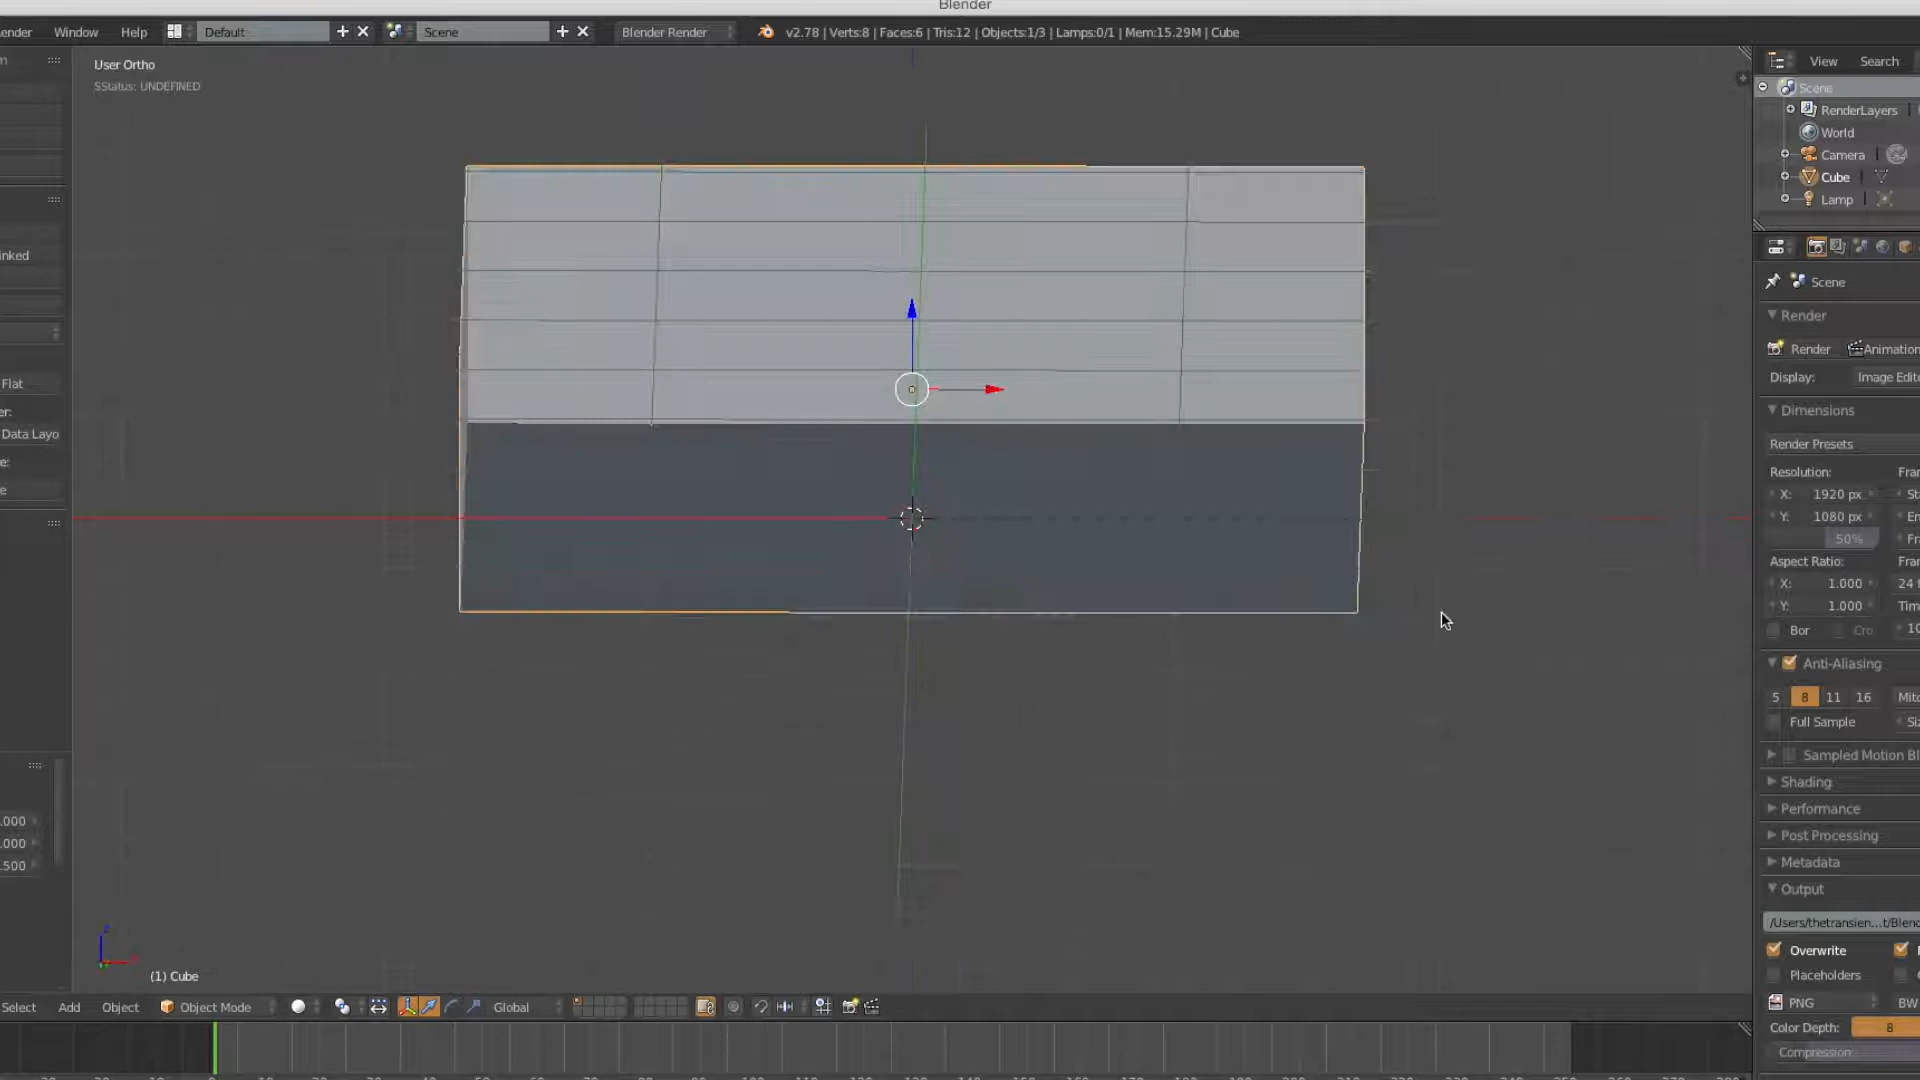 Blender
ender Window Help Default Scene Blender Render v2.78 | Verts:8 | Faces:6 | Tris:12 | Objects:1/3 | Lamps:0/1 | Mem:15.29M | Cube
User Ortho
SStatus: UNDEFINED
View Search
Scene
RenderLayers
World
Camera
Cube
Lamp
Scene
Render
Render Animation
Display: Image Edit
Dimensions
Render Presets
Resolution: Fra
X: 1920 px St
Y: 1080 px En
50% Fr
Aspect Ratio: Fra
X: 1.000 24 f
Y: 1.000 Tim
Bor Cro 10
Anti-Aliasing
5 8 11 16 Mitc
Full Sample Si
Sampled Motion Bl
Shading
Performance
Post Processing
Metadata
Output
/Users/thetransien...t/Blend
Overwrite
Placeholders
PNG BW
Color Depth: 8
Compression:
inked
Flat
er:
Data Layo
e:
e
.000
.000
.500
z
(1) Cube
Select Add Object Object Mode Global